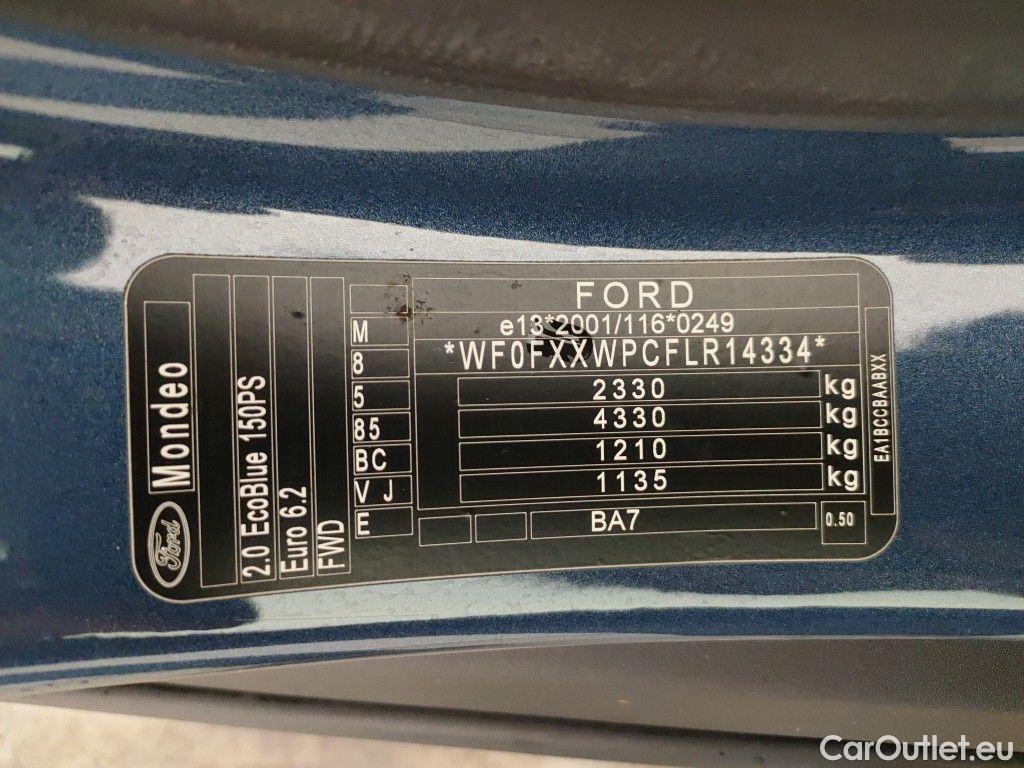 FORD
e13*2001/116*0249
*WF0FXXWPCFLR14334*
2330 kg
4330 kg
1210 kg
1135 kg
BA7
0.50
M
8
5
85
BC
V J
E
Ford
Mondeo
2.0 EcoBlue 150PS
Euro 6.2
FWD
EA1BCCBAABXX
CarOutlet.eu